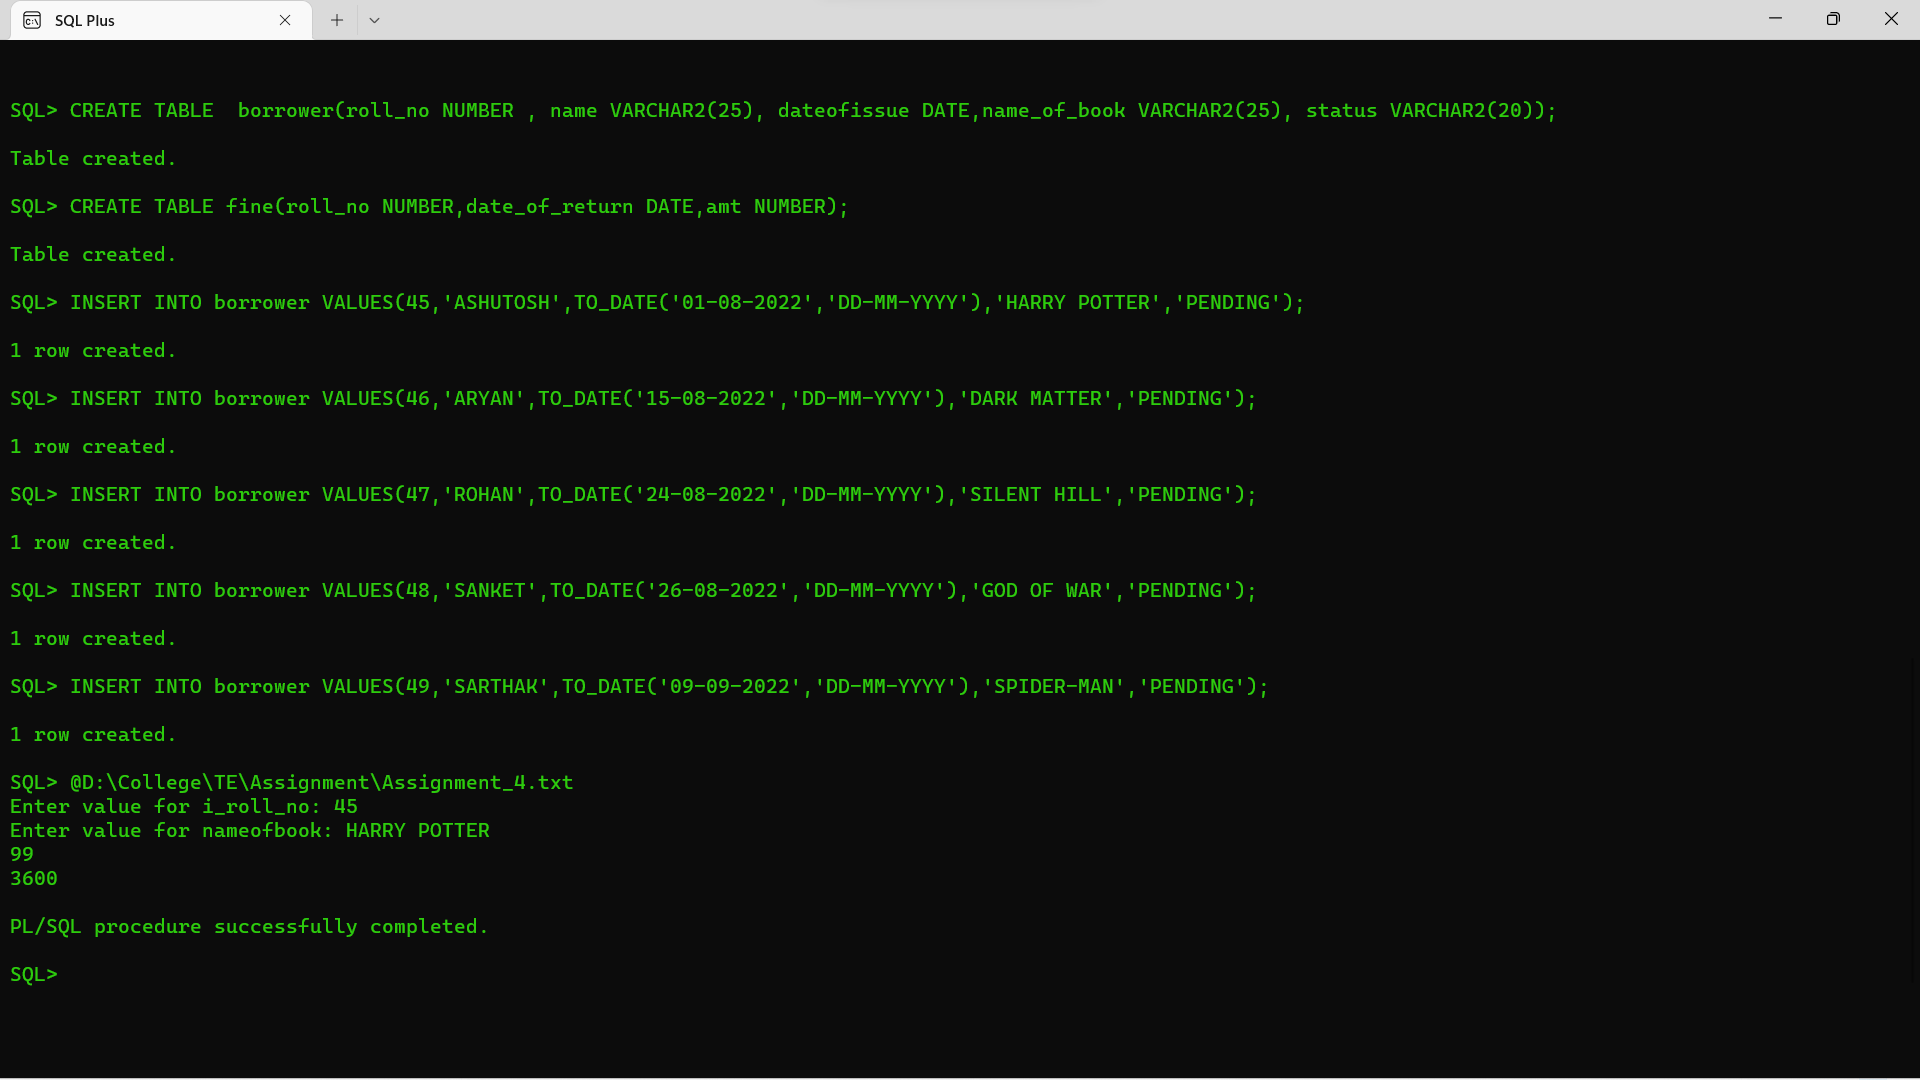 SQL Plus
SQL> CREATE TABLE  borrower(roll_no NUMBER , name VARCHAR2(25), dateofissue DATE,name_of_book VARCHAR2(25), status VARCHAR2(20));
Table created.
SQL> CREATE TABLE fine(roll_no NUMBER,date_of_return DATE,amt NUMBER);
Table created.
SQL> INSERT INTO borrower VALUES(45,'ASHUTOSH',TO_DATE('01-08-2022','DD-MM-YYYY'),'HARRY POTTER','PENDING');
1 row created.
SQL> INSERT INTO borrower VALUES(46,'ARYAN',TO_DATE('15-08-2022','DD-MM-YYYY'),'DARK MATTER','PENDING');
1 row created.
SQL> INSERT INTO borrower VALUES(47,'ROHAN',TO_DATE('24-08-2022','DD-MM-YYYY'),'SILENT HILL','PENDING');
1 row created.
SQL> INSERT INTO borrower VALUES(48,'SANKET',TO_DATE('26-08-2022','DD-MM-YYYY'),'GOD OF WAR','PENDING');
1 row created.
SQL> INSERT INTO borrower VALUES(49,'SARTHAK',TO_DATE('09-09-2022','DD-MM-YYYY'),'SPIDER-MAN','PENDING');
1 row created.
SQL> @D:\College\TE\Assignment\Assignment_4.txt
Enter value for i_roll_no: 45
Enter value for nameofbook: HARRY POTTER
99
3600
PL/SQL procedure successfully completed.
SQL>